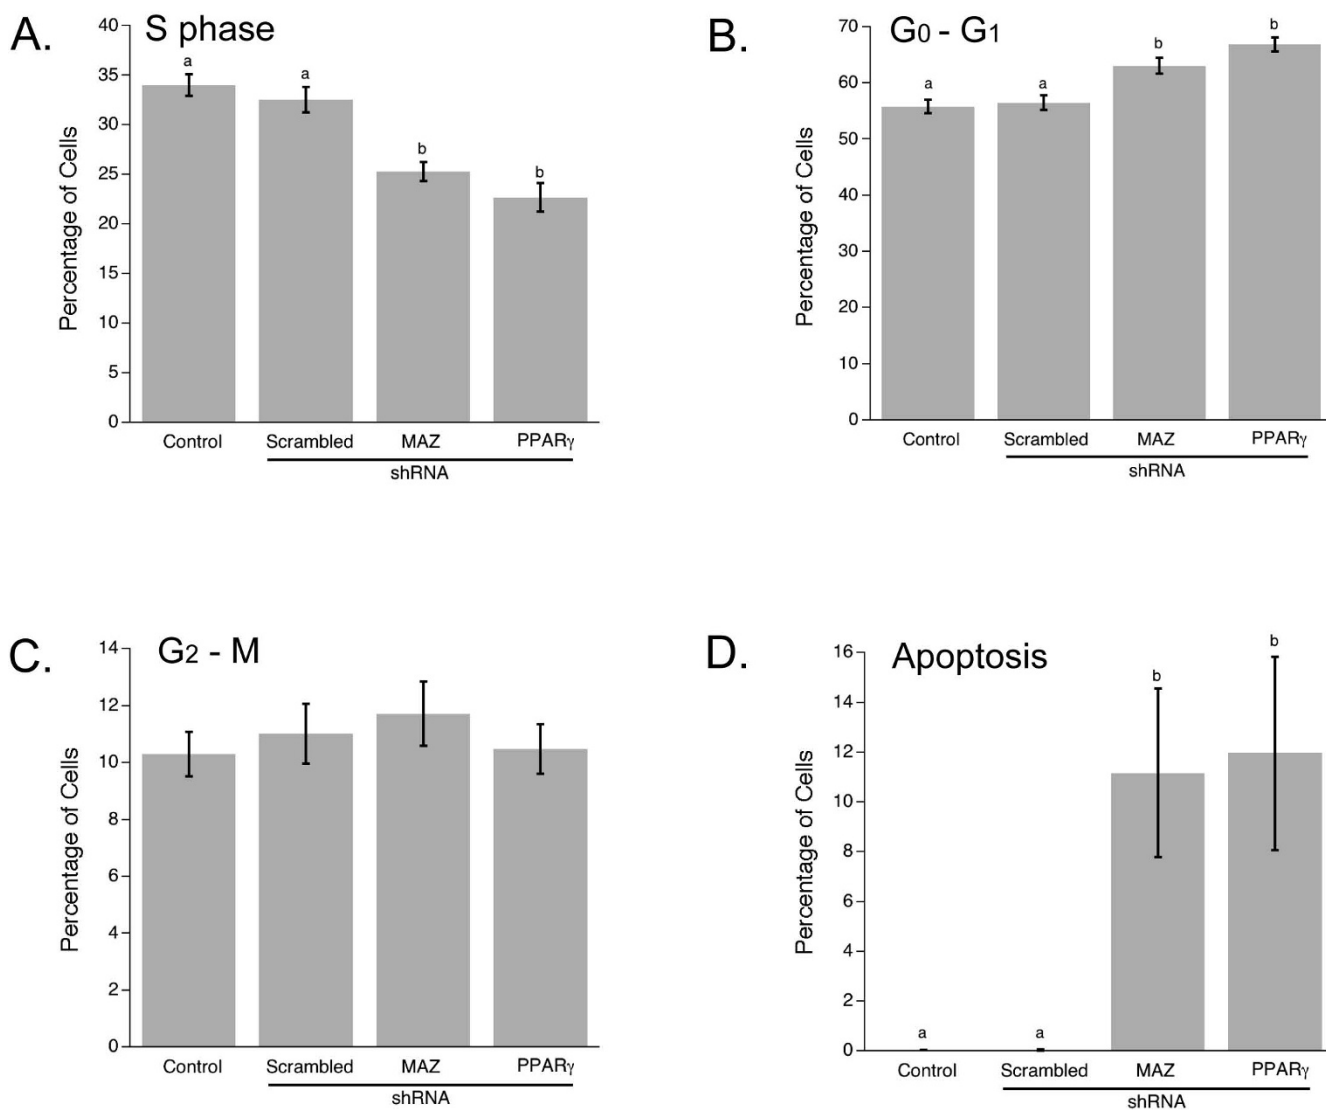 A.
S phase
Percentage of Cells
40
35
30
25
20
15
10
5
0
a
a
b
b
Control Scrambled MAZ PPARγ
shRNA
B.
G0 - G1
Percentage of Cells
70
60
50
60
50
40
30
20
10
0
a
a
b
b
Control Scrambled MAZ PPARγ
shRNA
C.
G2 - M
Percentage of Cells
14
12
10
8
6
4
2
0
Control Scrambled MAZ PPARγ
shRNA
D.
Apoptosis
Percentage of Cells
16
14
12
10
8
6
4
2
0
a
a
b
b
Control Scrambled MAZ PPARγ
shRNA